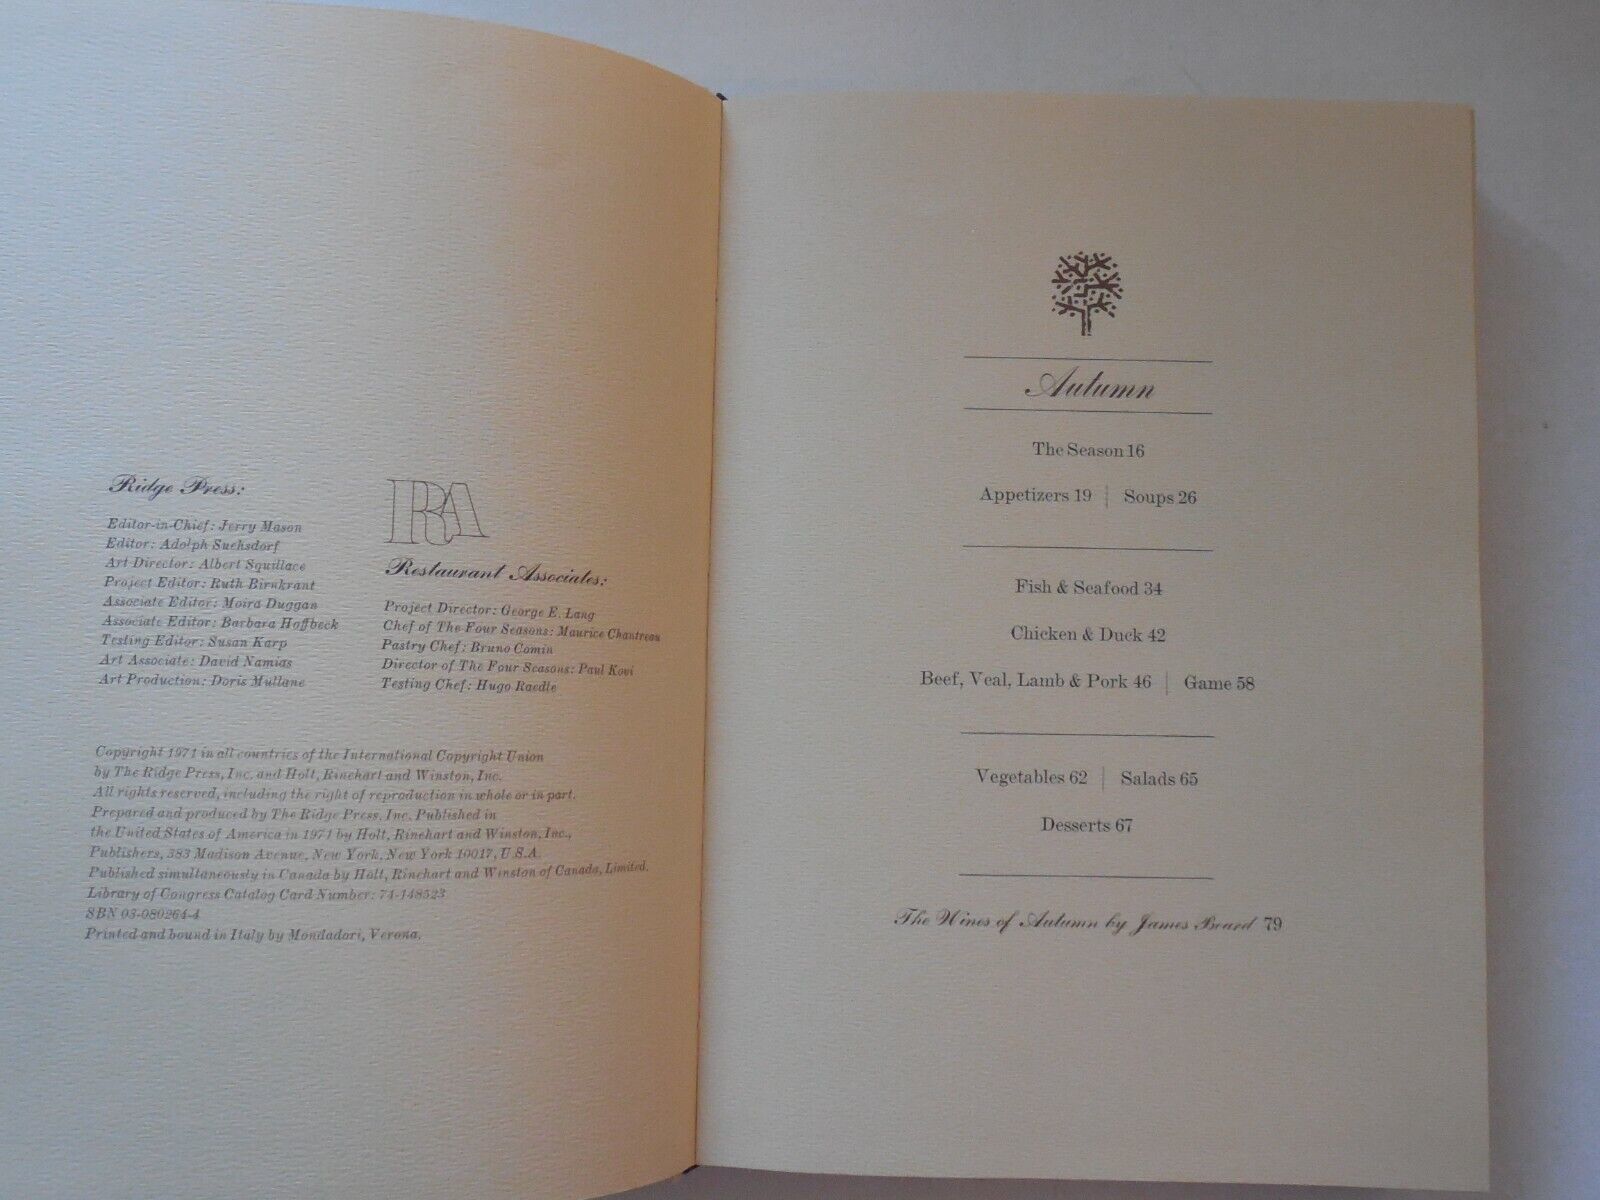 Ridge Press:
Editor-in-Chief: Jerry Mason
Editor: Adolph Suehsdorf
Art Director: Albert Squillace
Project Editor: Ruth Birnkrant
Associate Editor: Moira Duggan
Associate Editor: Barbara Hoffbeck
Testing Editor: Susan Karp
Art Associate: David Namias
Art Production: Doris Mullane
RA
Restaurant Associates:
Project Director: George E. Lang
Chef of The Four Seasons: Maurice Chantreau
Pastry Chef: Bruno Comin
Director of The Four Seasons: Paul Kovi
Testing Chef: Hugo Raedle
Copyright 1971 in all countries of the International Copyright Union
by The Ridge Press, Inc. and Holt, Rinehart and Winston, Inc.
All rights reserved, including the right of reproduction in whole or in part.
Prepared and produced by The Ridge Press, Inc. Published in
the United States of America in 1971 by Holt, Rinehart and Winston, Inc.,
Publishers, 383 Madison Avenue, New York, New York 10017, U.S.A.
Published simultaneously in Canada by Holt, Rinehart and Winston of Canada, Limited.
Library of Congress Catalog Card Number: 74-148523
SBN 03-080264-4
Printed and bound in Italy by Mondadori, Verona.
Autumn
The Season 16
Appetizers 19 | Soups 26
Fish & Seafood 34
Chicken & Duck 42
Beef, Veal, Lamb & Pork 46 | Game 58
Vegetables 62 | Salads 65
Desserts 67
The Wines of Autumn by James Beard 79